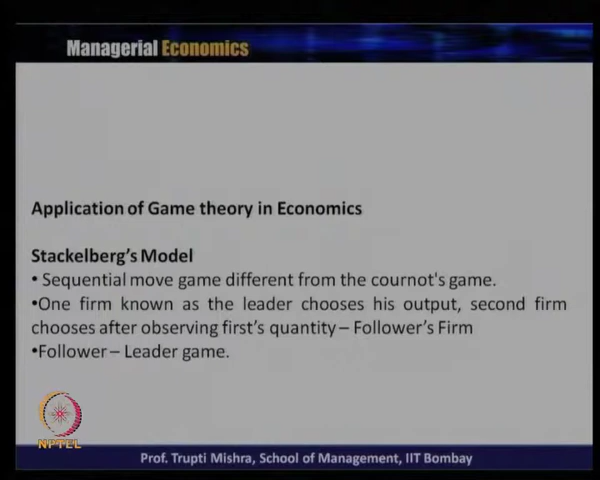 Managerial Economics
Application of Game theory in Economics
Stackelberg's Model
• Sequential move game different from the cournot's game.
•One firm known as the leader chooses his output, second firm
chooses after observing first's quantity – Follower's Firm
•Follower – Leader game.
NPTEL
Prof. Trupti Mishra, School of Management, IIT Bombay